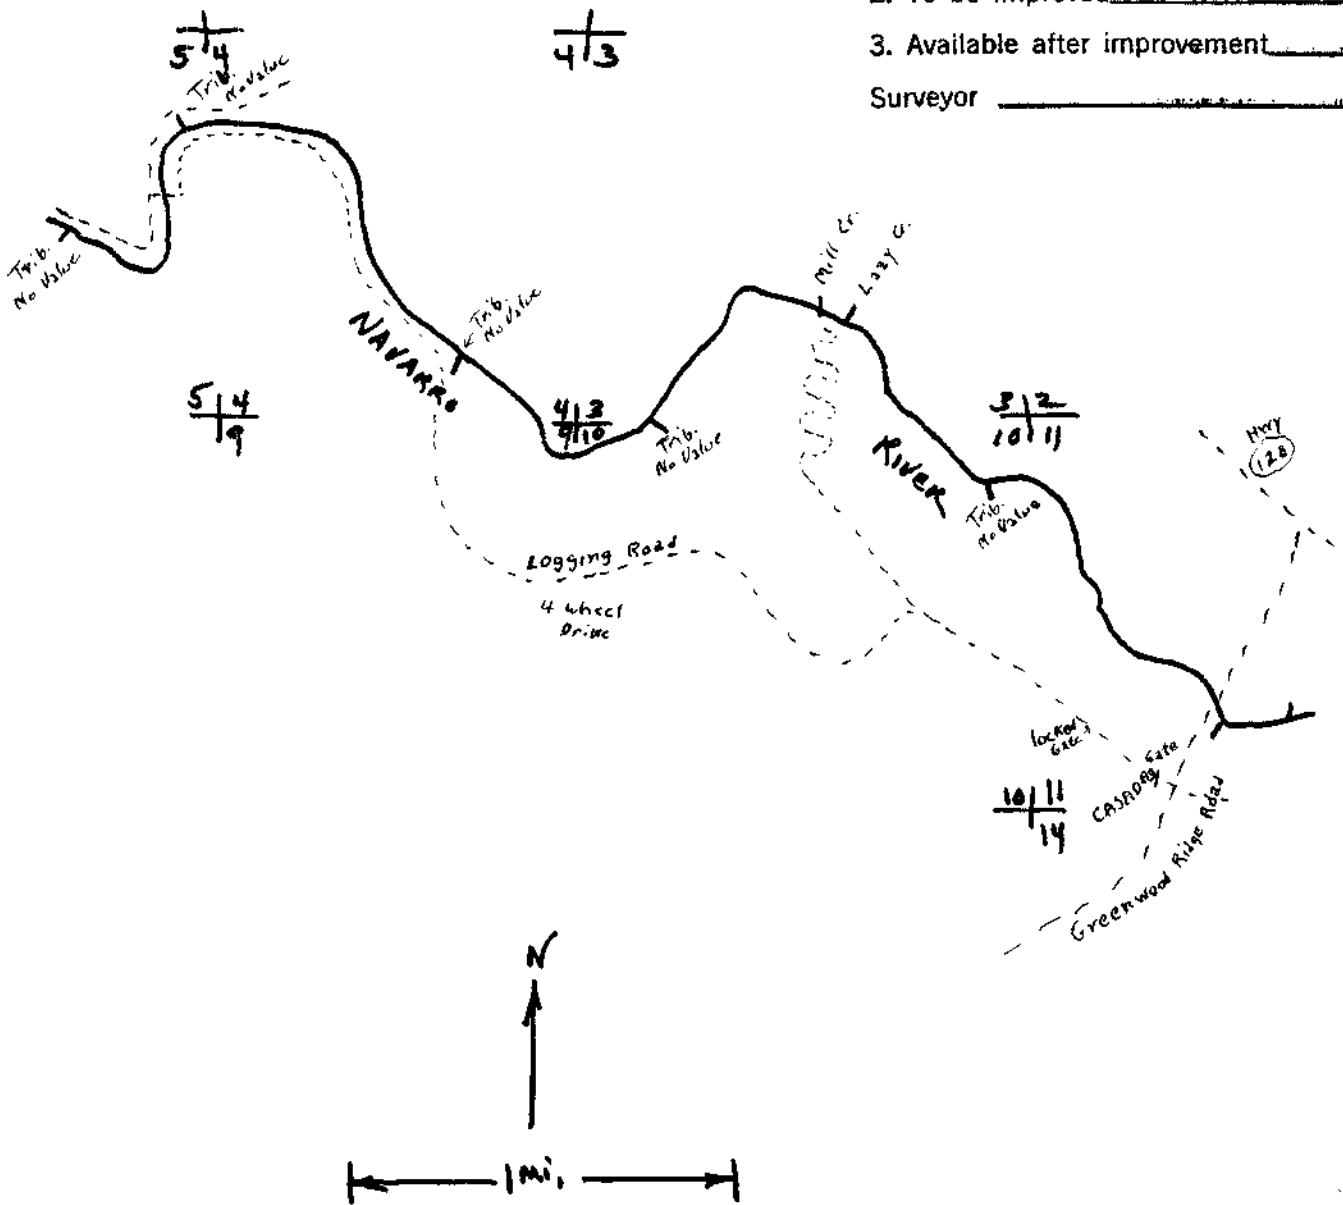 3. Available after improvement
Surveyor
5 4
4 3
Trib.
No Value
Trib.
No Value
Mill Cr.
Lazy Cr.
Trib.
No Value
NAVARRO
5 4
9
4 3
9 10
3 2
10 11
Trib.
No Value
RIVER
Hwy
128
Trib.
No Value
Logging Road
4 wheel
Drive
locked
Gate
Gate
10 11
14
Greenwood Ridge Road
N
1 mi.